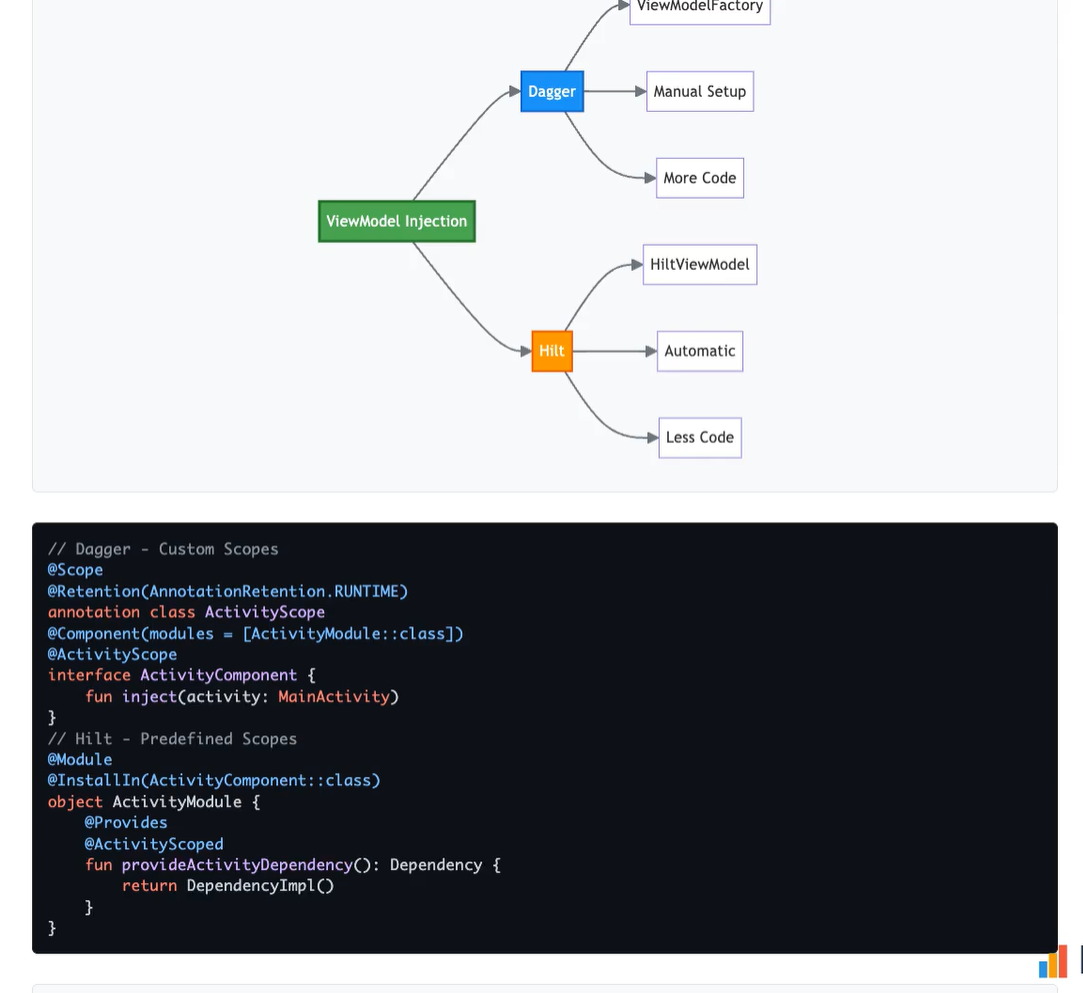 ViewModelFactory
Dagger
Manual Setup
More Code
ViewModel Injection
HiltViewModel
Hilt
Automatic
Less Code
// Dagger - Custom Scopes
@Scope
@Retention(AnnotationRetention.RUNTIME)
annotation class ActivityScope
@Component(modules = [ActivityModule::class])
@ActivityScope
interface ActivityComponent {
    fun inject(activity: MainActivity)
}
// Hilt - Predefined Scopes
@Module
@InstallIn(ActivityComponent::class)
object ActivityModule {
    @Provides
    @ActivityScoped
    fun provideActivityDependency(): Dependency {
        return DependencyImpl()
    }
}